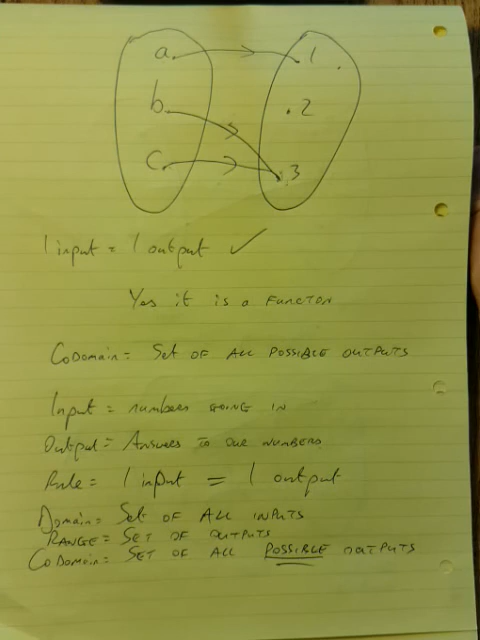 a 1
b 2
c 3
1 input = 1 output ✓
Yes it is a Functon
CoDomain = Set of All possible outputs
Input = numbers going in
Output = Answers to our numbers
Rule = 1 input = 1 output
Domain = Set of All inputs
Range = Set of outputs
CoDomain = Set of all possible outputs